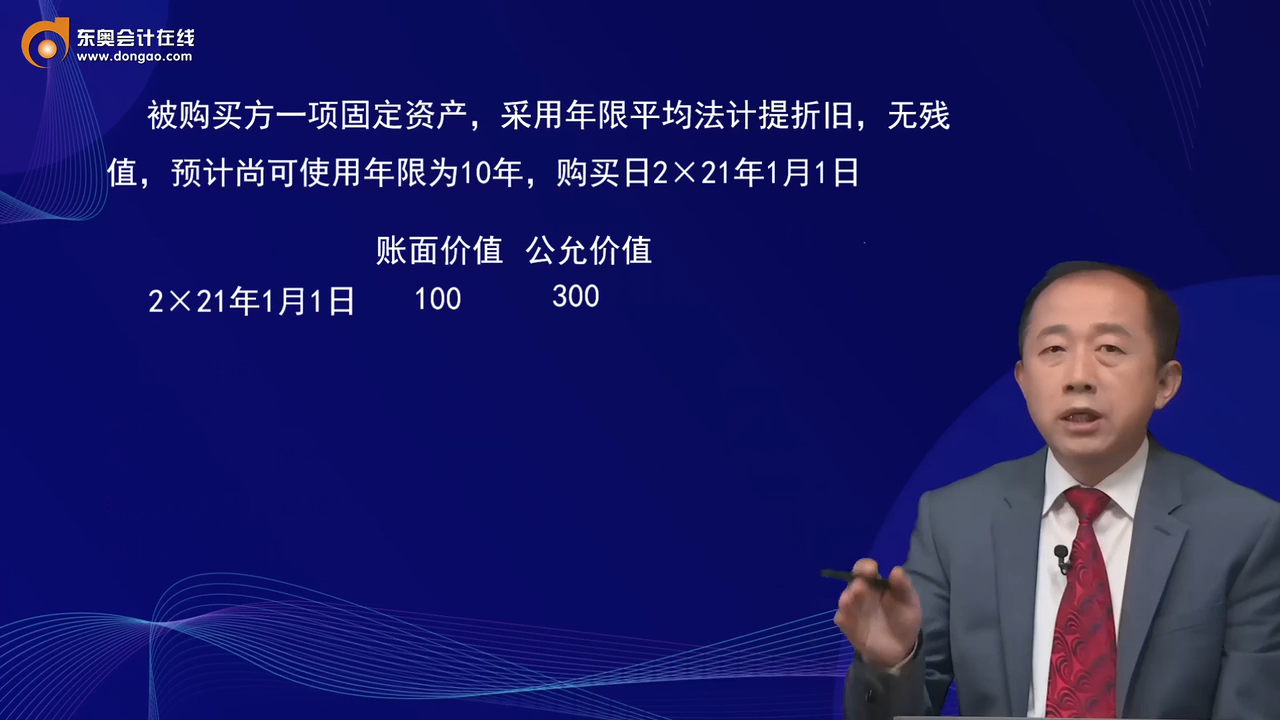 东奥会计在线
www.dongao.com
被购买方一项固定资产，采用年限平均法计提折旧，无残
值，预计尚可使用年限为10年，购买日2×21年1月1日
账面价值 公允价值
2×21年1月1日 100 300